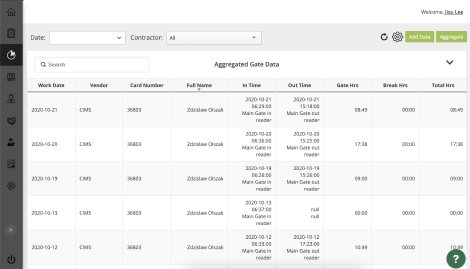 Welcome, Jisu Lee
Date:
Contractor: All
Add Data
Aggregate
Search
Aggregated Gate Data
Work Date Vendor Card Number Full Name In Time Out Time Gate Hrs Break Hrs Total Hrs
2020-10-21 CIMS 36803 Zdzislaw Olszak 2020-10-21 06:29:00 Main Gate in reader 2020-10-21 15:18:00 Main Gate out reader 08:49 00:00 08:49
2020-10-20 CIMS 36803 Zdzislaw Olszak 2020-10-20 06:36:00 Main Gate in reader 2020-10-20 15:25:00 Main Gate out reader 17:38 00:00 17:38
2020-10-19 CIMS 36803 Zdzislaw Olszak 2020-10-19 06:26:00 Main Gate in reader 2020-10-19 15:26:00 Main Gate out reader 09:00 00:00 09:00
2020-10-13 CIMS 36803 Zdzislaw Olszak 2020-10-13 06:37:00 Main Gate in reader null null 00:00 00:00 00:00
2020-10-12 CIMS 36803 Zdzislaw Olszak 2020-10-12 06:33:00 Main Gate in reader 2020-10-12 17:23:00 Main Gate out reader 10:49 00:00 10:49
?